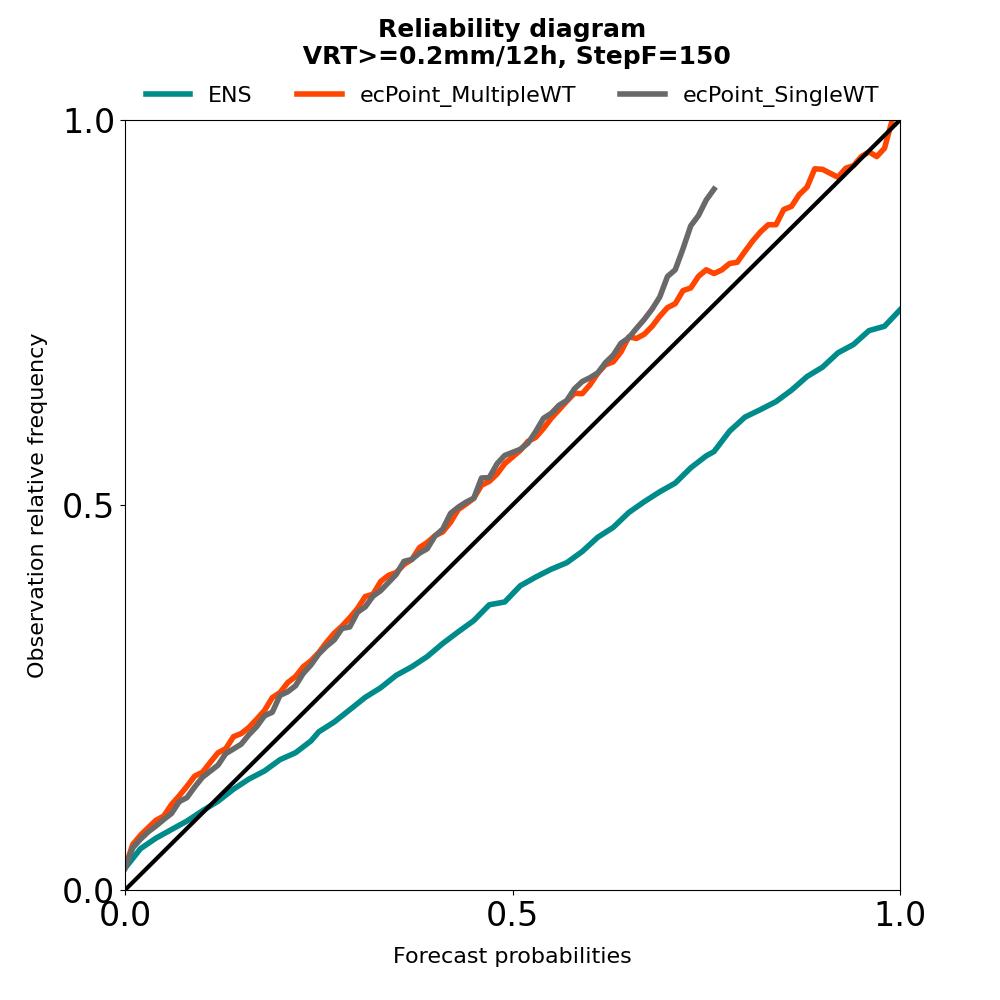 Reliability diagram
VRT>=0.2mm/12h, StepF=150
ENS ecPoint_MultipleWT ecPoint_SingleWT
1.0
0.5
0.0
0.0 0.5 1.0
Observation relative frequency
Forecast probabilities